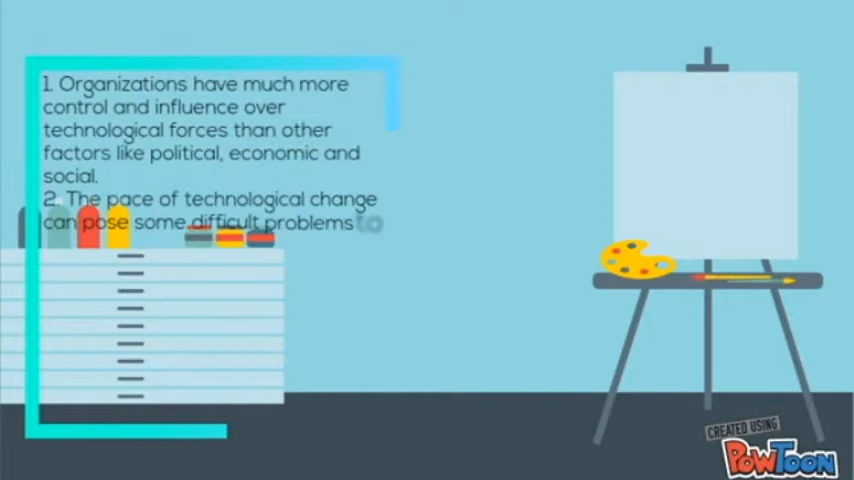 1. Organizations have much more
control and influence over
technological forces than other
factors like political, economic and
social.
2. The pace of technological change
can pose some difficult problems to
CREATED USING
POWTOON